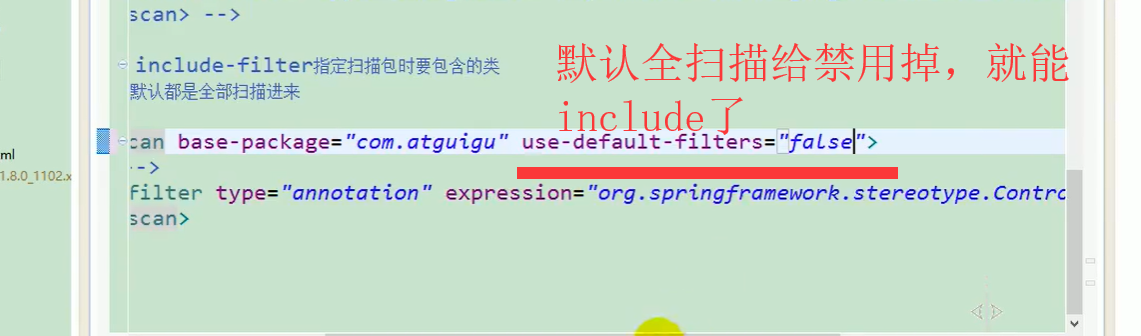 scan> -->
include-filter指定扫描包时要包含的类
默认都是全部扫描进来
默认全扫描给禁用掉，就能
include了
can base-package="com.atguigu" use-default-filters="false">
-->
filter type="annotation" expression="org.springframework.stereotype.Contro
scan>
ml
1.8.0_1102.x